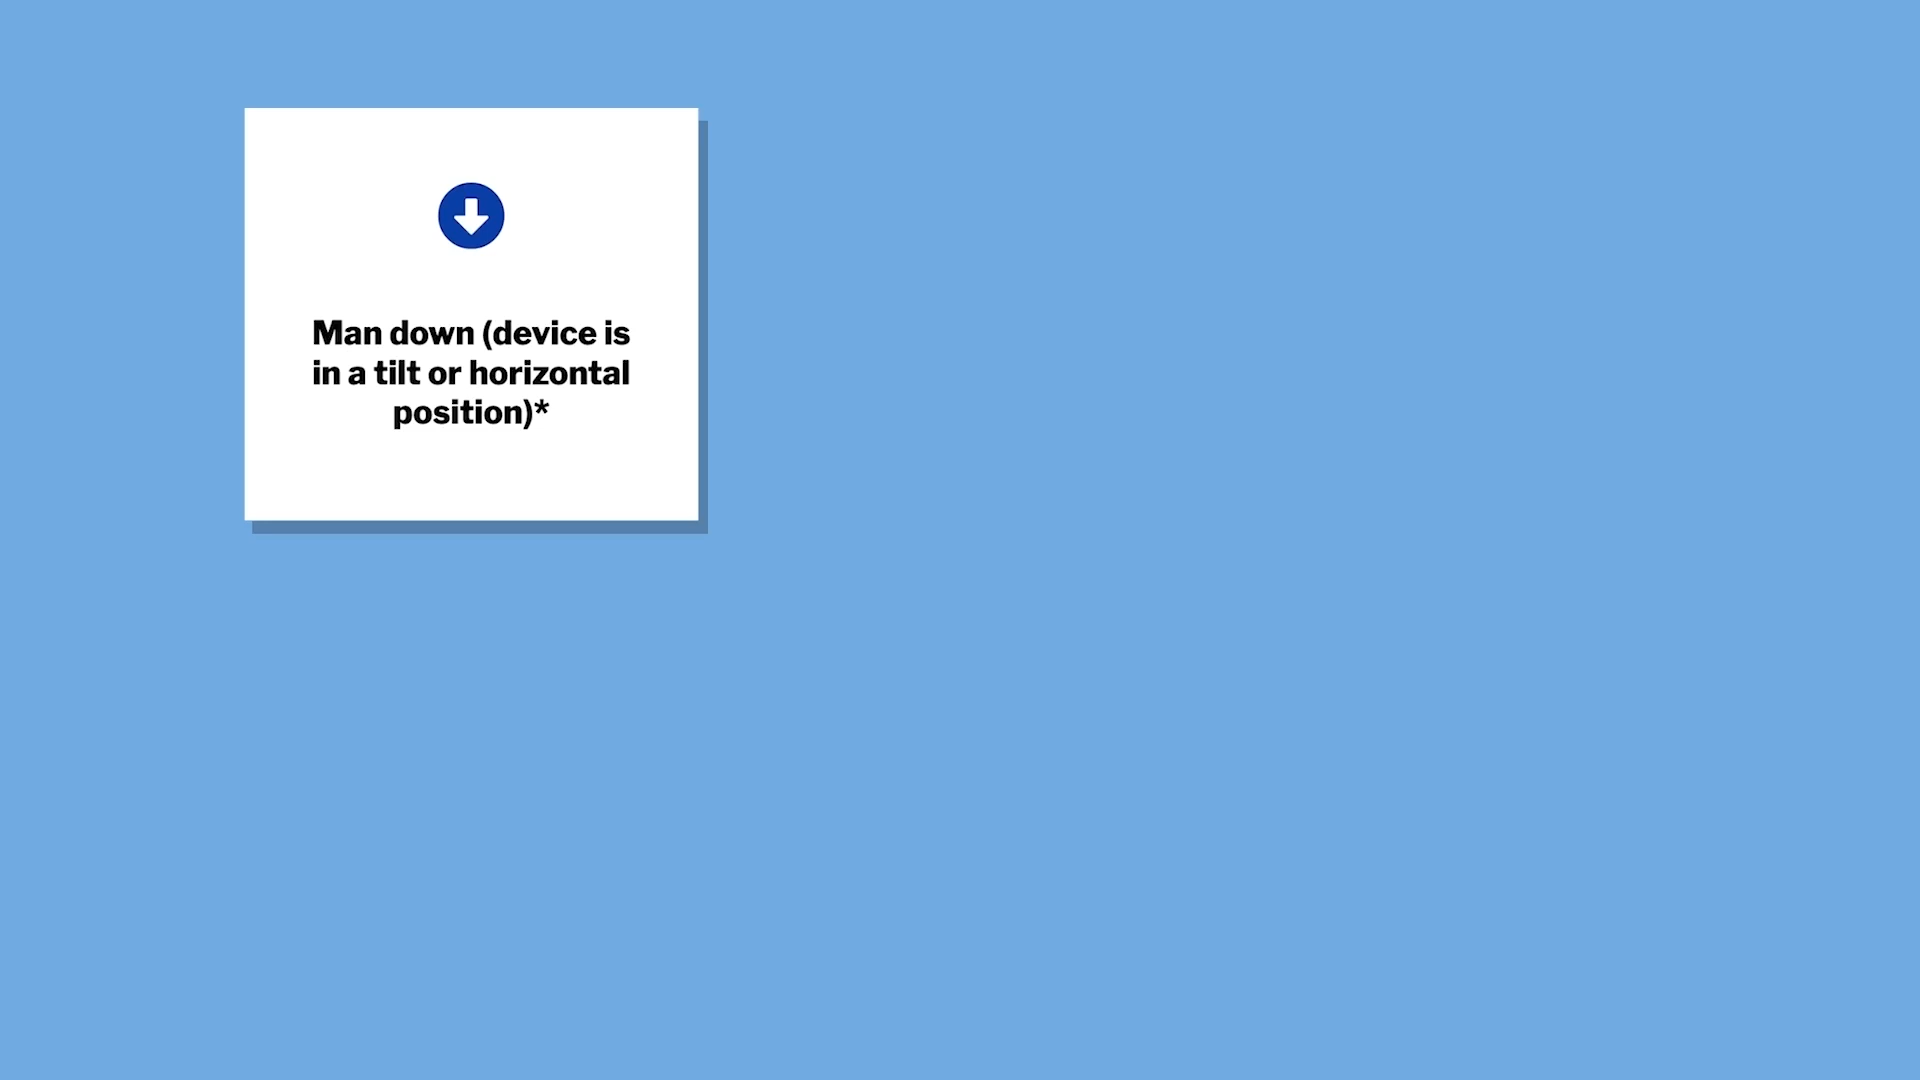 Man down (device is
in a tilt or horizontal
position)*